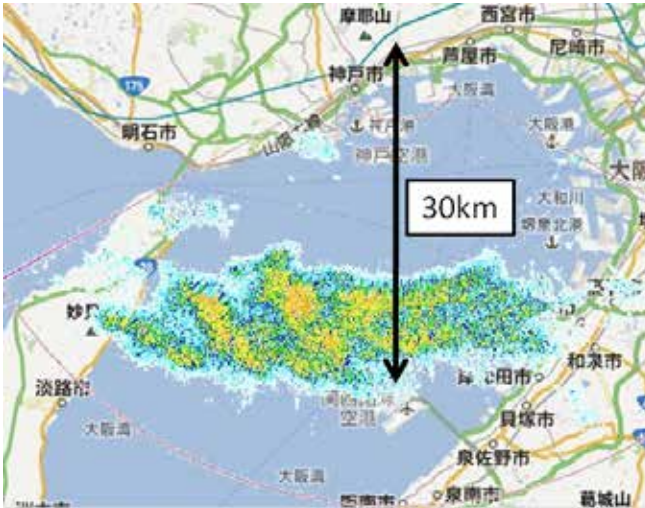 摩耶山
西宮市
芦屋市
尼崎市
神戸市
175
大阪湾
明石市
神戸港
大阪港
神戸空港
大阪
30km
大和川
堺泉北港
和泉市
淡路市
空港
貝塚市
大阪湾
泉佐野市
大阪湾
泉南市
葛城山